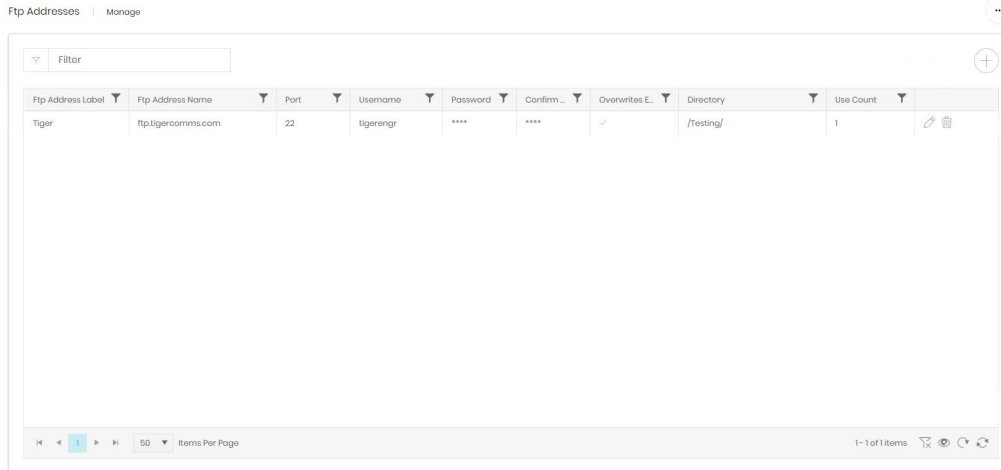 Ftp Addresses | Manage
Filter
Ftp Address Label Ftp Address Name Port Username Password Confirm ... Overwrites E... Directory Use Count
Tiger ftp.tigercomms.com 22 tigerengr **** **** /Testing/ 1
1 50 Items Per Page 1 - 1 of 1 items